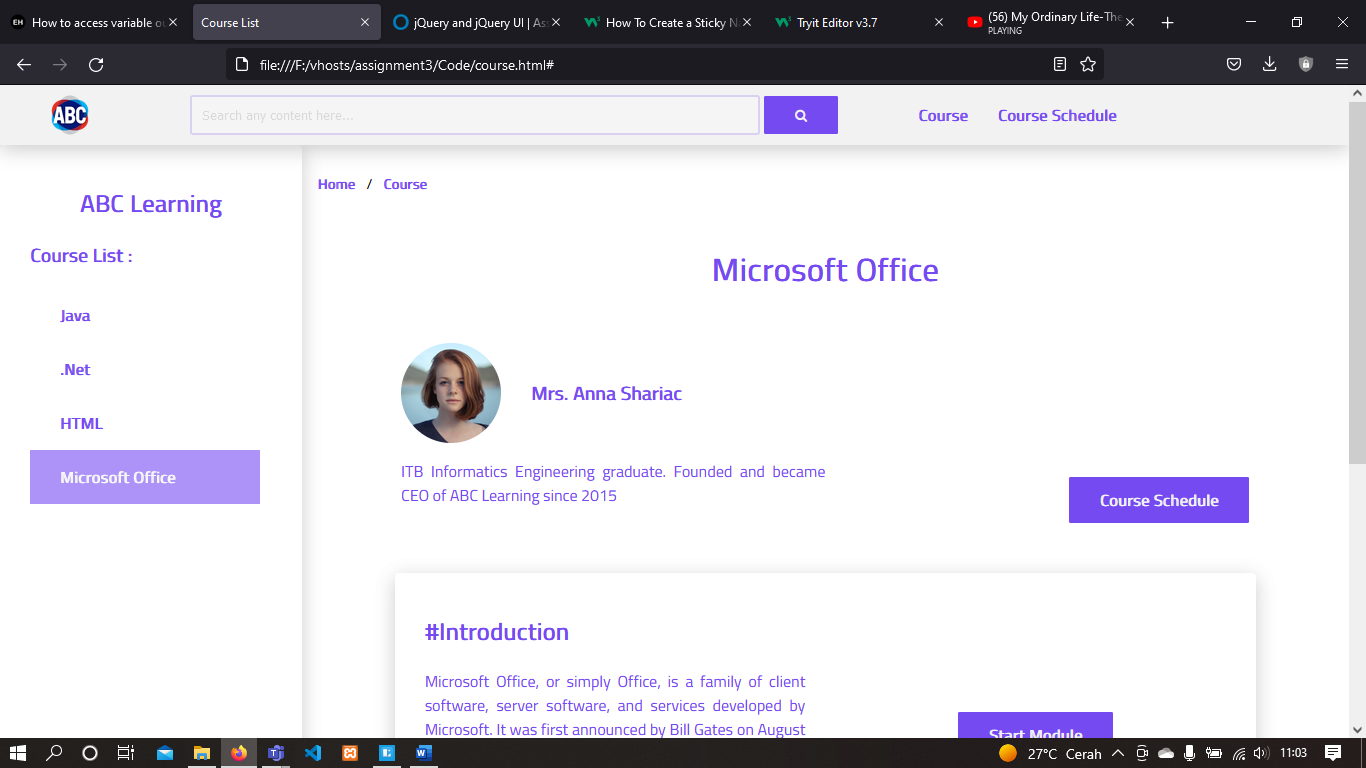 How to access variable ou
Course List
jQuery and jQuery UI | Ass
How To Create a Sticky Na
Tryit Editor v3.7
(56) My Ordinary Life-The
PLAYING
file:///F:/vhosts/assignment3/Code/course.html#
ABC
Search any content here...
Course
Course Schedule
ABC Learning
Course List :
Java
.Net
HTML
Microsoft Office
Home / Course
Microsoft Office
Mrs. Anna Shariac
ITB Informatics Engineering graduate. Founded and became
CEO of ABC Learning since 2015
Course Schedule
#Introduction
Microsoft Office, or simply Office, is a family of client
software, server software, and services developed by
Microsoft. It was first announced by Bill Gates on August
Start Module
27°C Cerah
11:03